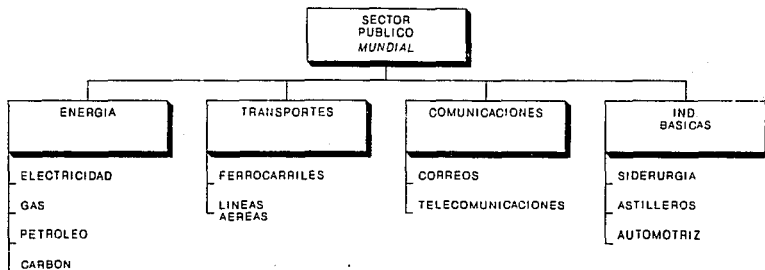 SECTOR
PUBLICO
MUNDIAL
ENERGIA
TRANSPORTES
COMUNICACIONES
IND.
BASICAS
ELECTRICIDAD
GAS
PETROLEO
CARBON
FERROCARRILES
LINEAS
AEREAS
CORREOS
TELECOMUNICACIONES
SIDERURGIA
ASTILLEROS
AUTOMOTRIZ